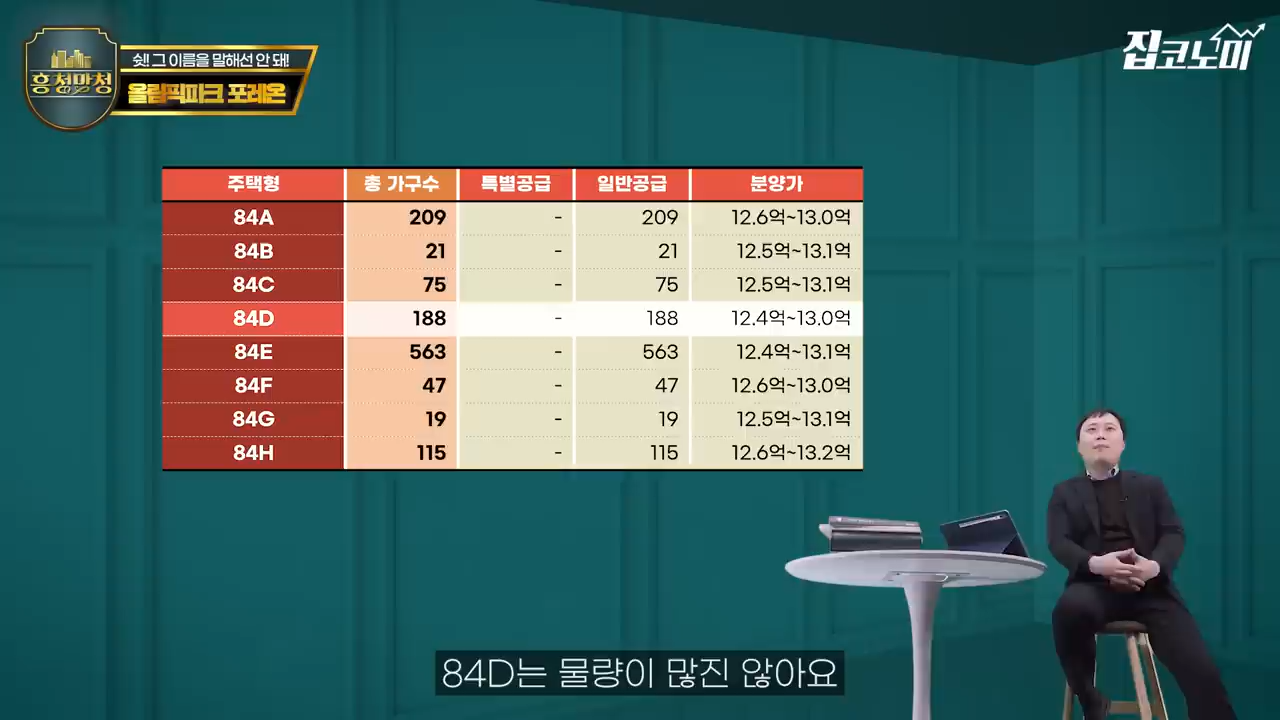 흥청망청
쉿! 그 이름을 말해선 안 돼!
올림픽파크 포레온
집코노미
주택형 총 가구수 특별공급 일반공급 분양가
84A 209 - 209 12.6억~13.0억
84B 21 - 21 12.5억~13.1억
84C 75 - 75 12.5억~13.1억
84D 188 - 188 12.4억~13.0억
84E 563 - 563 12.4억~13.1억
84F 47 - 47 12.6억~13.0억
84G 19 - 19 12.5억~13.1억
84H 115 - 115 12.6억~13.2억
84D는 물량이 많진 않아요